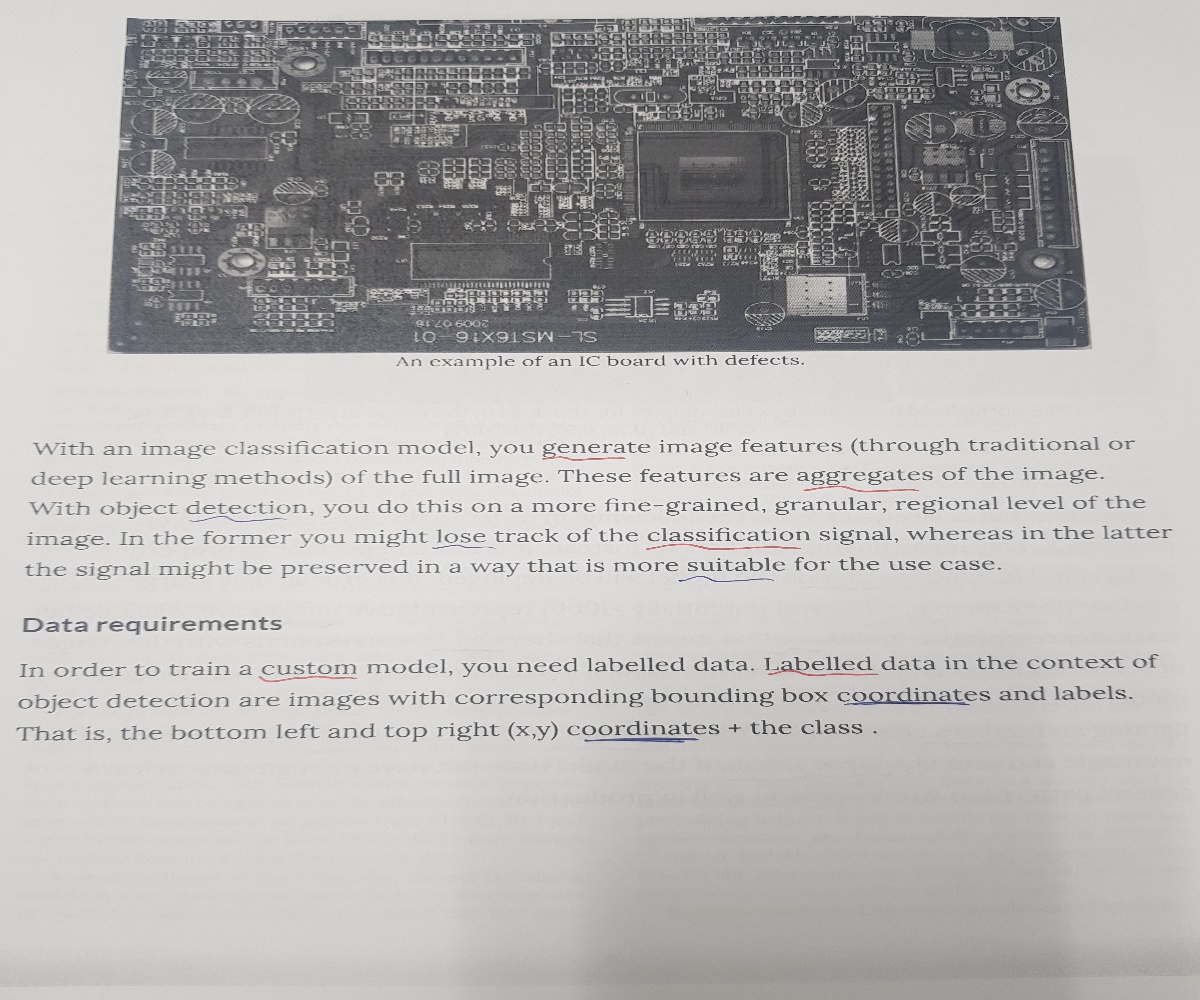 2009.07.16
SL-MST6X16-01
An example of an IC board with defects.
With an image classification model, you generate image features (through traditional or
deep learning methods) of the full image. These features are aggregates of the image.
With object detection, you do this on a more fine-grained, granular, regional level of the
image. In the former you might lose track of the classification signal, whereas in the latter
the signal might be preserved in a way that is more suitable for the use case.
Data requirements
In order to train a custom model, you need labelled data. Labelled data in the context of
object detection are images with corresponding bounding box coordinates and labels.
That is, the bottom left and top right (x,y) coordinates + the class .